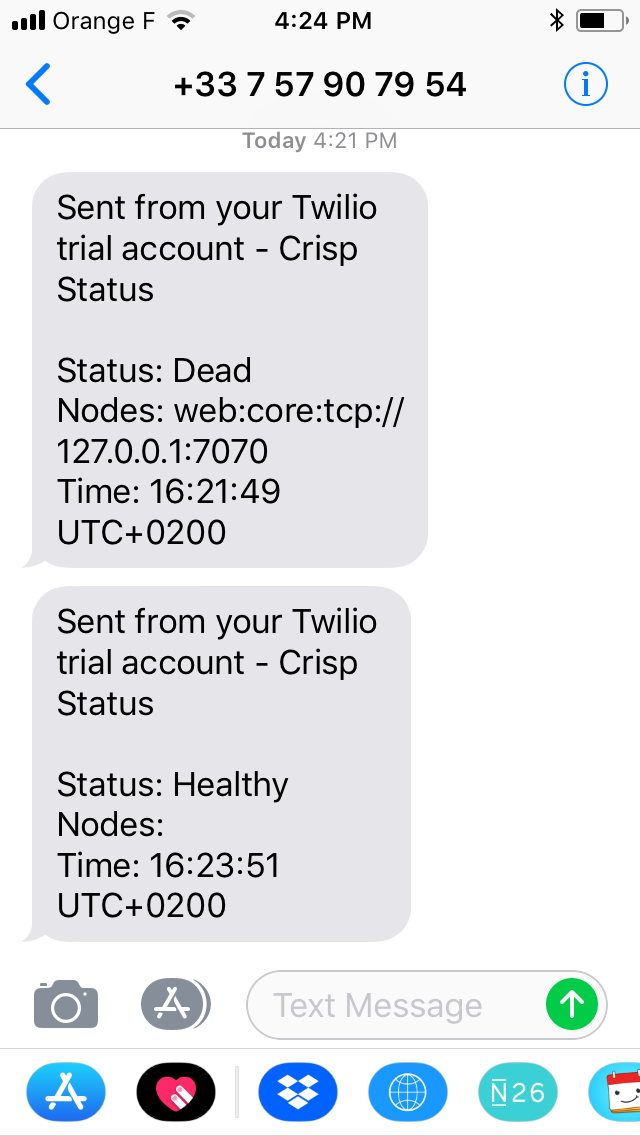 Orange F 4:24 PM
+33 7 57 90 79 54
Today 4:21 PM
Sent from your Twilio
trial account - Crisp
Status
Status: Dead
Nodes: web:core:tcp://
127.0.0.1:7070
Time: 16:21:49
UTC+0200
Sent from your Twilio
trial account - Crisp
Status
Status: Healthy
Nodes:
Time: 16:23:51
UTC+0200
Text Message
N26